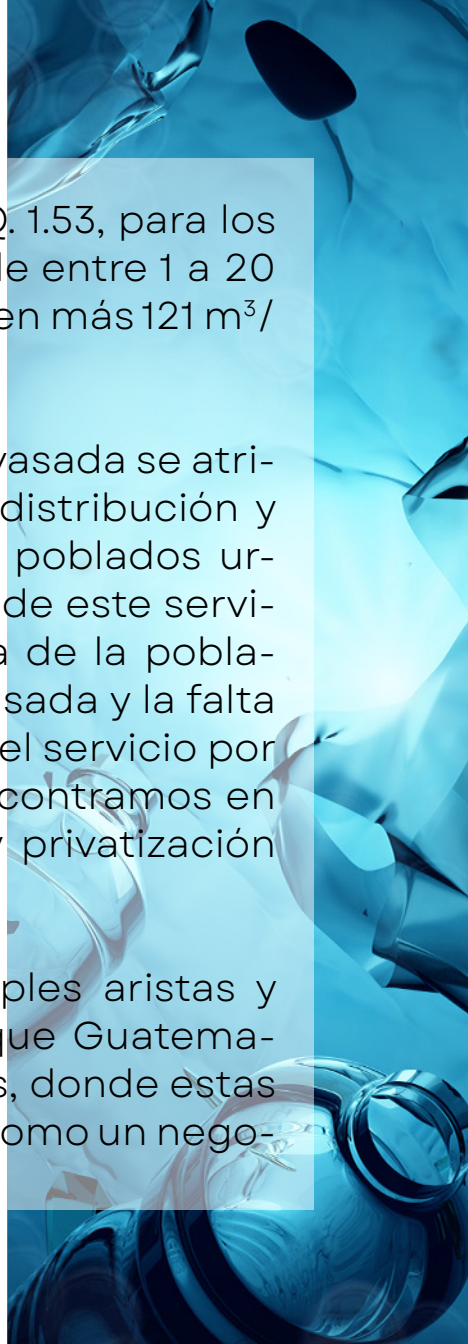 . 1.53, para los
e entre 1 a 20
en más 121 m³/
vasada se atri-
distribución y
poblados ur-
de este servi-
a de la pobla-
sada y la falta
el servicio por
contramos en
y privatización
ples aristas y
que Guatema-
s, donde estas
omo un nego-